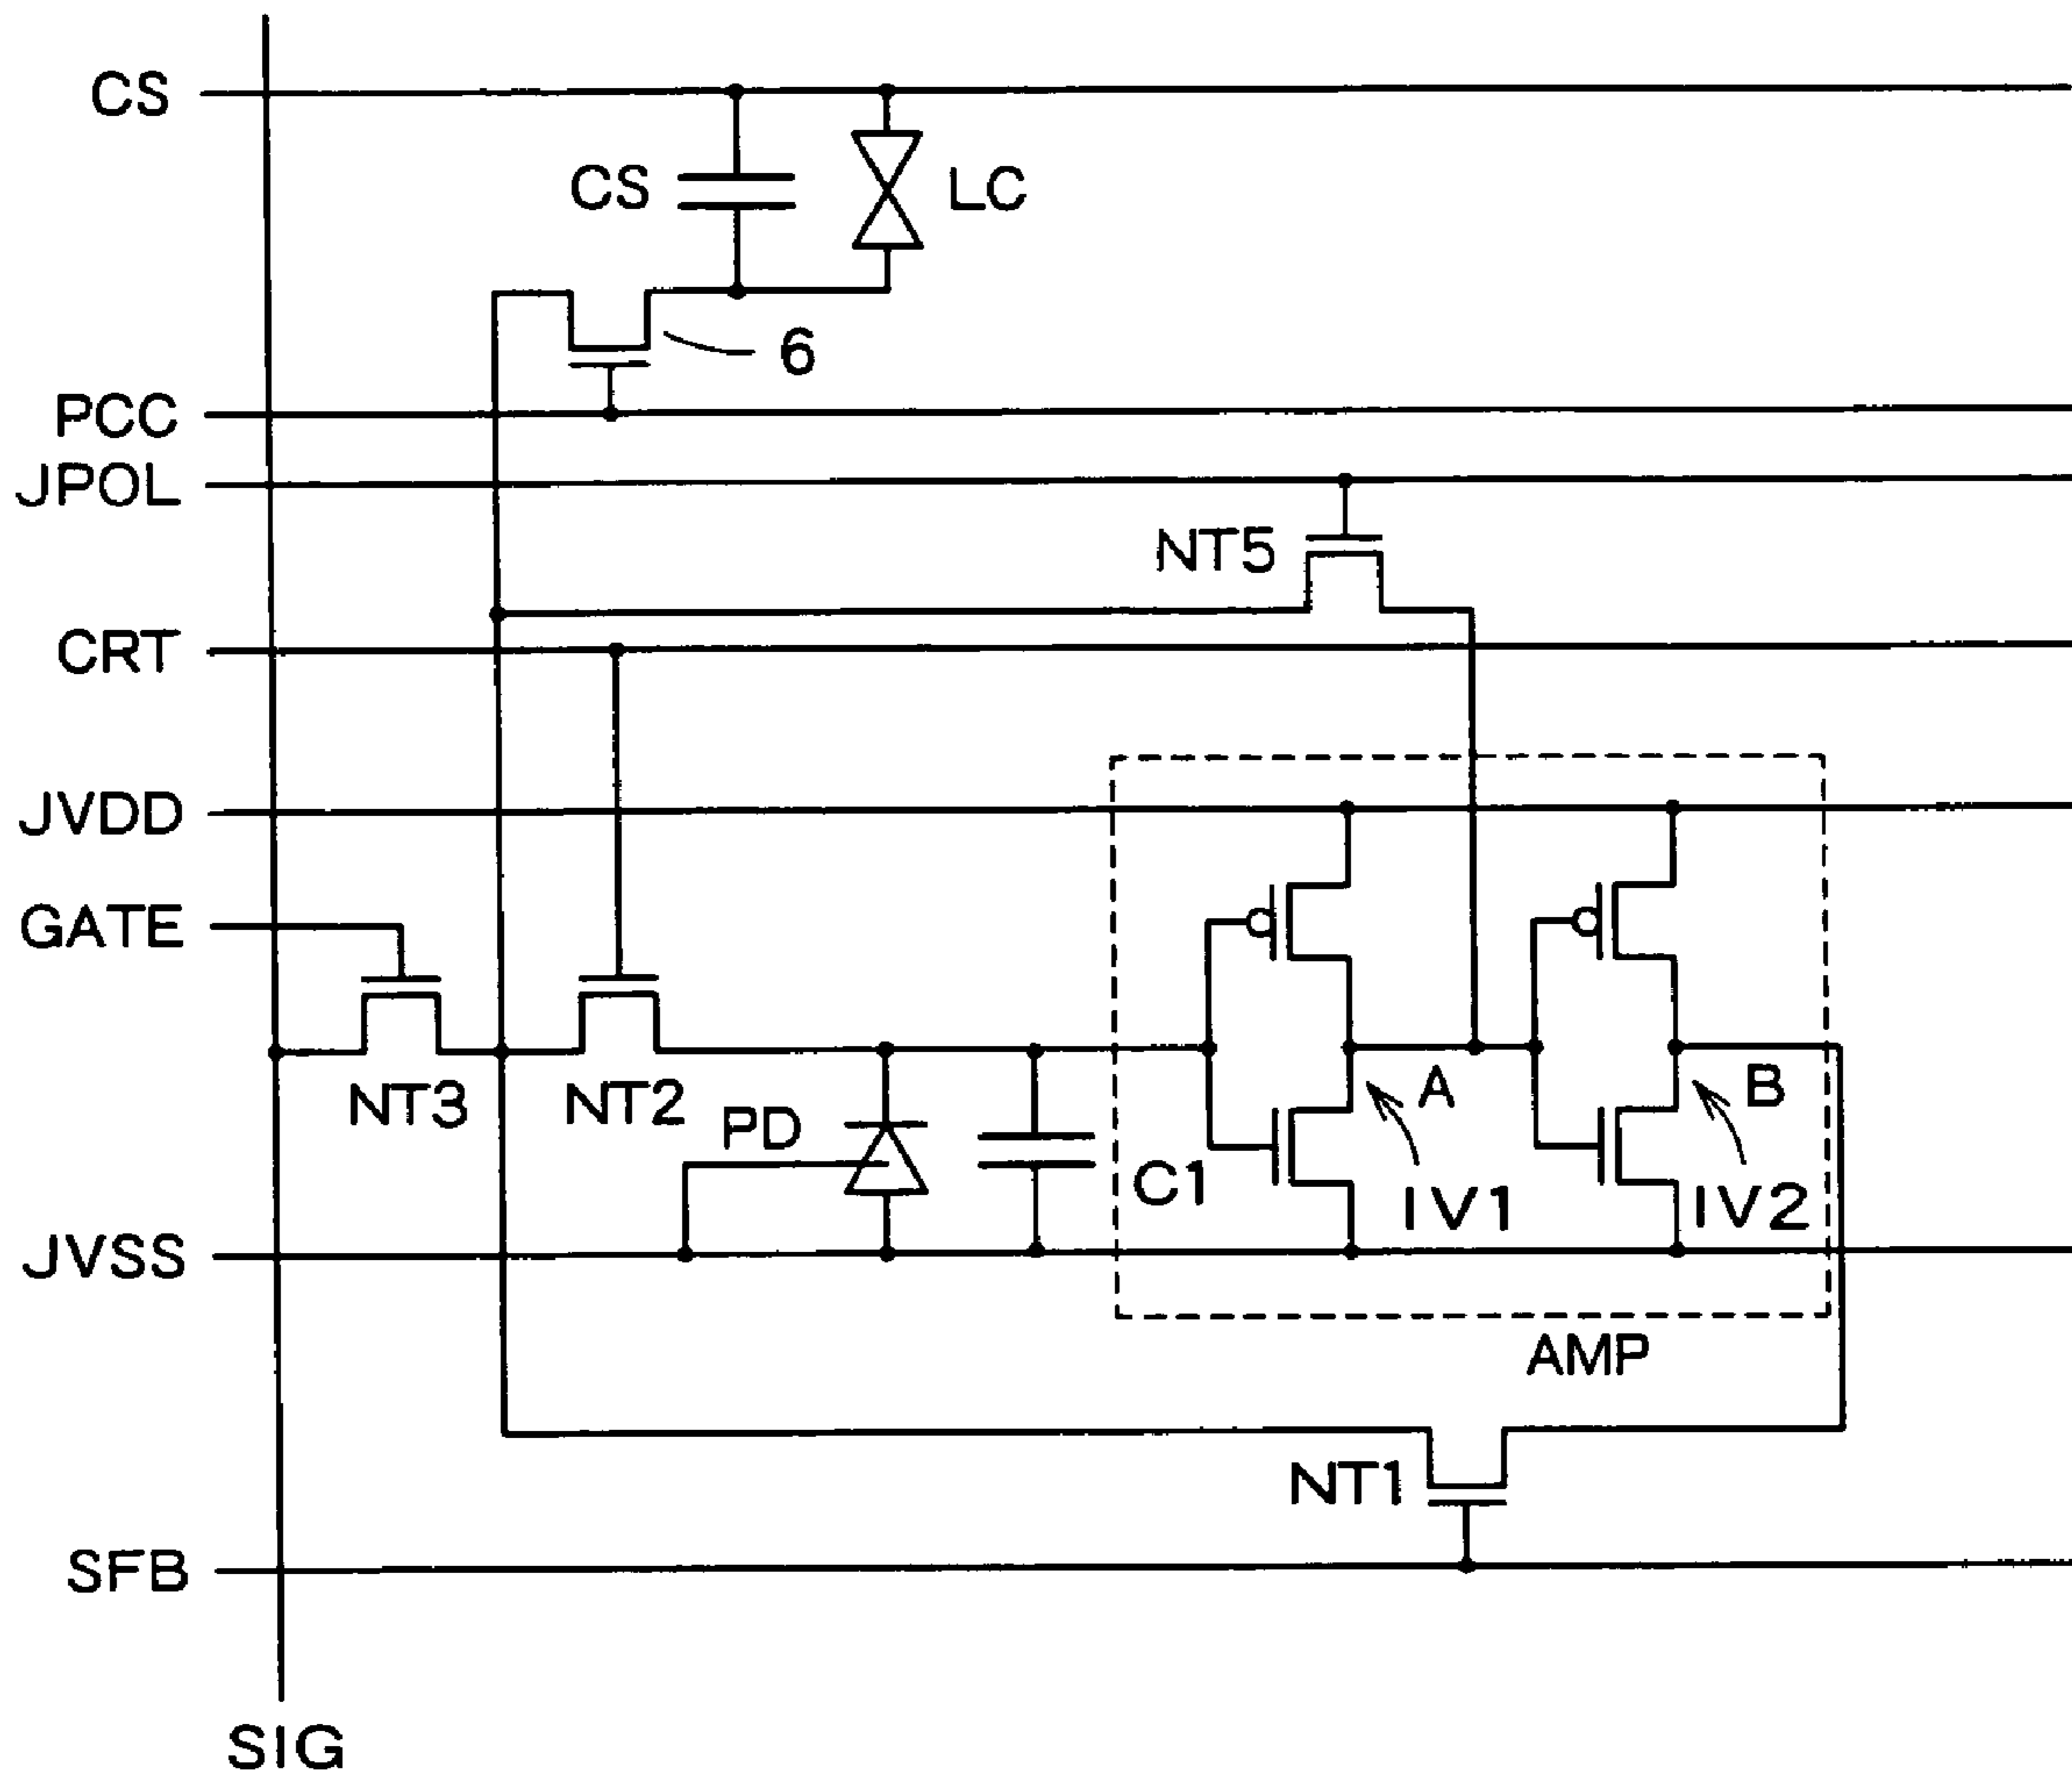 CS
CS
LC
6
PCC
JPOL
NT5
CRT
JVDD
GATE
NT3
NT2
PD
C1
A
B
IV1
IV2
JVSS
AMP
NT1
SFB
SIG